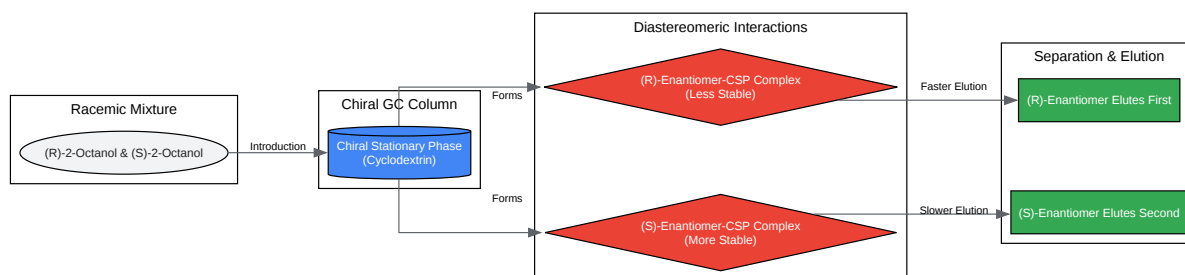 Racemic Mixture
(R)-2-Octanol & (S)-2-Octanol
Introduction
Chiral GC Column
Chiral Stationary Phase
(Cyclodextrin)
Forms
Forms
Diastereomeric Interactions
(R)-Enantiomer-CSP Complex
(Less Stable)
(S)-Enantiomer-CSP Complex
(More Stable)
Faster Elution
Slower Elution
Separation & Elution
(R)-Enantiomer Elutes First
(S)-Enantiomer Elutes Second